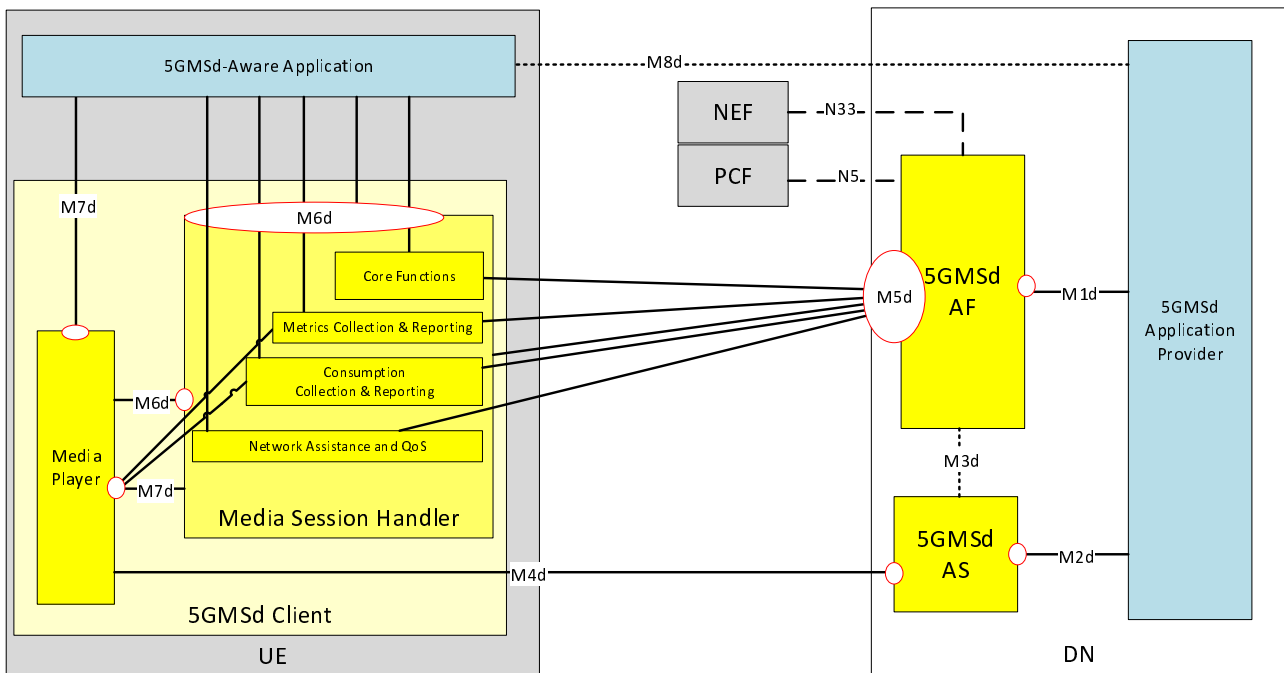 5GMSd-Aware Application
M8d
NEF
N33
PCF
N5
M7d
M6d
Core Functions
M5d
5GMSd
AF
M1d
5GMSd
Application
Provider
Metrics Collection & Reporting
Consumption
Collection & Reporting
M6d
Network Assistance and QoS
Media
Player
M7d
Media Session Handler
M3d
5GMSd
AS
M2d
M4d
5GMSd Client
UE
DN